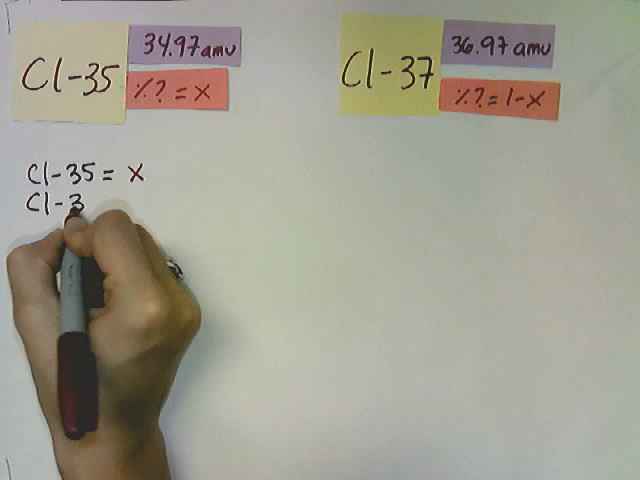 Cl-35
34.97 amu
%? = x
Cl-37
36.97 amu
%? = 1-x
Cl-35 = x
Cl-3